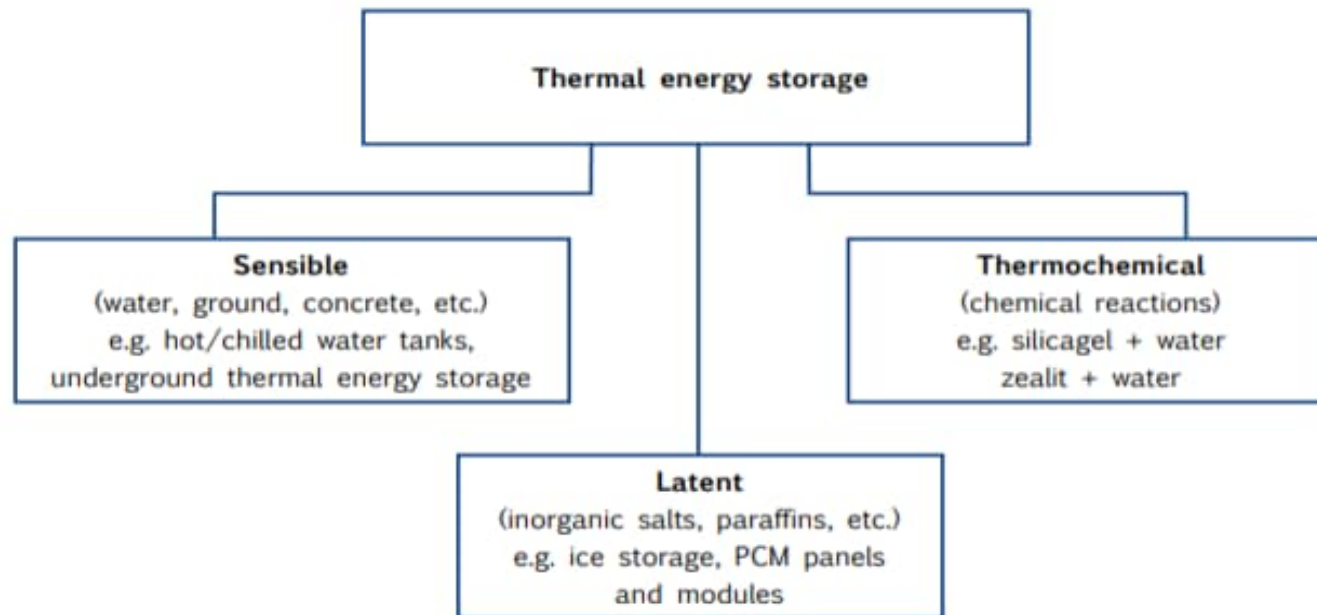 Thermal energy storage
Sensible
(water, ground, concrete, etc.)
e.g. hot/chilled water tanks,
underground thermal energy storage
Thermochemical
(chemical reactions)
e.g. silicagel + water
zealit + water
Latent
(inorganic salts, paraffins, etc.)
e.g. ice storage, PCM panels
and modules